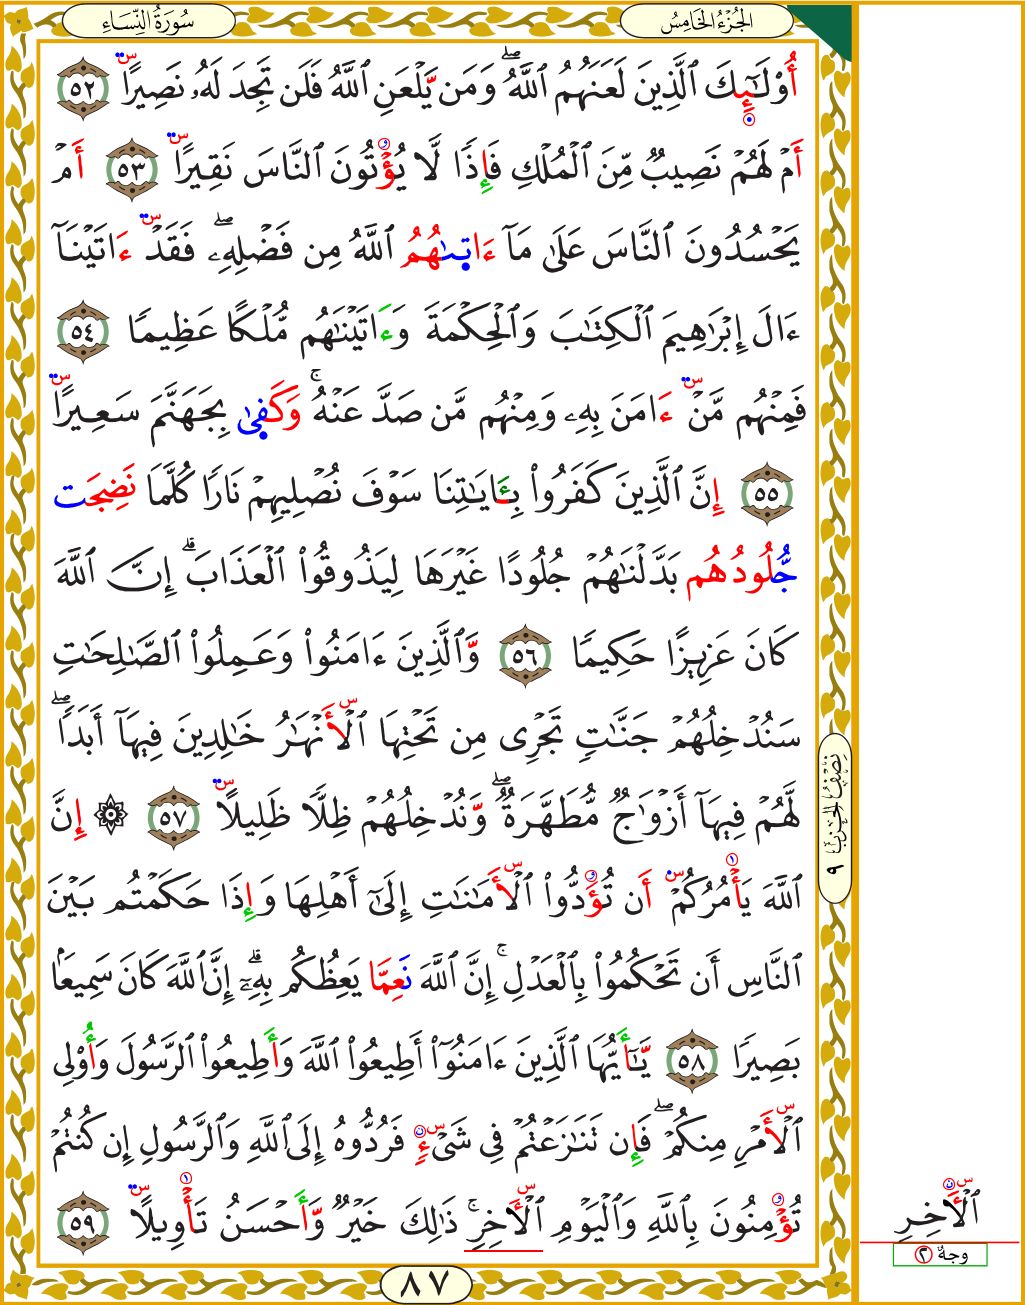 سُورَةُ النِّسَاءِ
الجُزْءُ الخَامِسُ
أُوْلَٰٓئِكَ ٱلَّذِينَ لَعَنَهُمُ ٱللَّهُۖ وَمَن يَلْعَنِ ٱللَّهُ فَلَن تَجِدَ لَهُۥ نَصِيرًا ٥٢
أَمْ لَهُمْ نَصِيبٌ مِّنَ ٱلْمُلْكِ فَإِذًا لَّا يُؤْتُونَ ٱلنَّاسَ نَقِيرًا ٥٣ أَمْ
يَحْسُدُونَ ٱلنَّاسَ عَلَىٰ مَآ ءَاتَىٰهُمُ ٱللَّهُ مِن فَضْلِهِۦۖ فَقَدْ ءَاتَيْنَآ
ءَالَ إِبْرَٰهِيمَ ٱلْكِتَٰبَ وَٱلْحِكْمَةَ وَءَاتَيْنَٰهُم مُّلْكًا عَظِيمًا ٥٤
فَمِنْهُم مَّنْ ءَامَنَ بِهِۦ وَمِنْهُم مَّن صَدَّ عَنْهُۚ وَكَفَىٰ بِجَهَنَّمَ سَعِيرًا
٥٥ إِنَّ ٱلَّذِينَ كَفَرُوا۟ بِـَٔايَٰتِنَا سَوْفَ نُصْلِيهِمْ نَارًا كُلَّمَا نَضِجَت
جُّلُودُهُم بَدَّلْنَٰهُمْ جُلُودًا غَيْرَهَا لِيَذُوقُوا۟ ٱلْعَذَابَۗ إِنَّ ٱللَّهَ
كَانَ عَزِيزًا حَكِيمًا ٥٦ وَٱلَّذِينَ ءَامَنُوا۟ وَعَمِلُوا۟ ٱلصَّٰلِحَٰتِ
سَنُدْخِلُهُمْ جَنَّٰتٍ تَجْرِى مِن تَحْتِهَا ٱلْأَنْهَٰرُ خَٰلِدِينَ فِيهَآ أَبَدًاۖ
لَّهُمْ فِيهَآ أَزْوَٰجٌ مُّطَهَّرَةٌۖ وَنُدْخِلُهُمْ ظِلًّا ظَلِيلًا ٥٧ ۞ إِنَّ
ٱللَّهَ يَأْمُرُكُمْ أَن تُؤَدُّوا۟ ٱلْأَمَٰنَٰتِ إِلَىٰٓ أَهْلِهَا وَإِذَا حَكَمْتُم بَيْنَ
ٱلنَّاسِ أَن تَحْكُمُوا۟ بِٱلْعَدْلِۚ إِنَّ ٱللَّهَ نَعِمَّا يَعِظُكُم بِهِۦٓۗ إِنَّ ٱللَّهَ كَانَ سَمِيعًۢا
بَصِيرًا ٥٨ يَٰٓأَيُّهَا ٱلَّذِينَ ءَامَنُوٓا۟ أَطِيعُوا۟ ٱللَّهَ وَأَطِيعُوا۟ ٱلرَّسُولَ وَأُو۟لِى
ٱلْأَمْرِ مِنكُمْۖ فَإِن تَنَٰزَعْتُمْ فِى شَىْءٍ فَرُدُّوهُ إِلَى ٱللَّهِ وَٱلرَّسُولِ إِن كُنتُمْ
تُؤْمِنُونَ بِٱللَّهِ وَٱلْيَوْمِ ٱلْأَخِرِۚ ذَٰلِكَ خَيْرٌ وَأَحْسَنُ تَأْوِيلًا ٥٩
نِصْفُ الحِزْبِ ٩
ٱلْأَخِرِ
وجهٌ ٢
٨٧